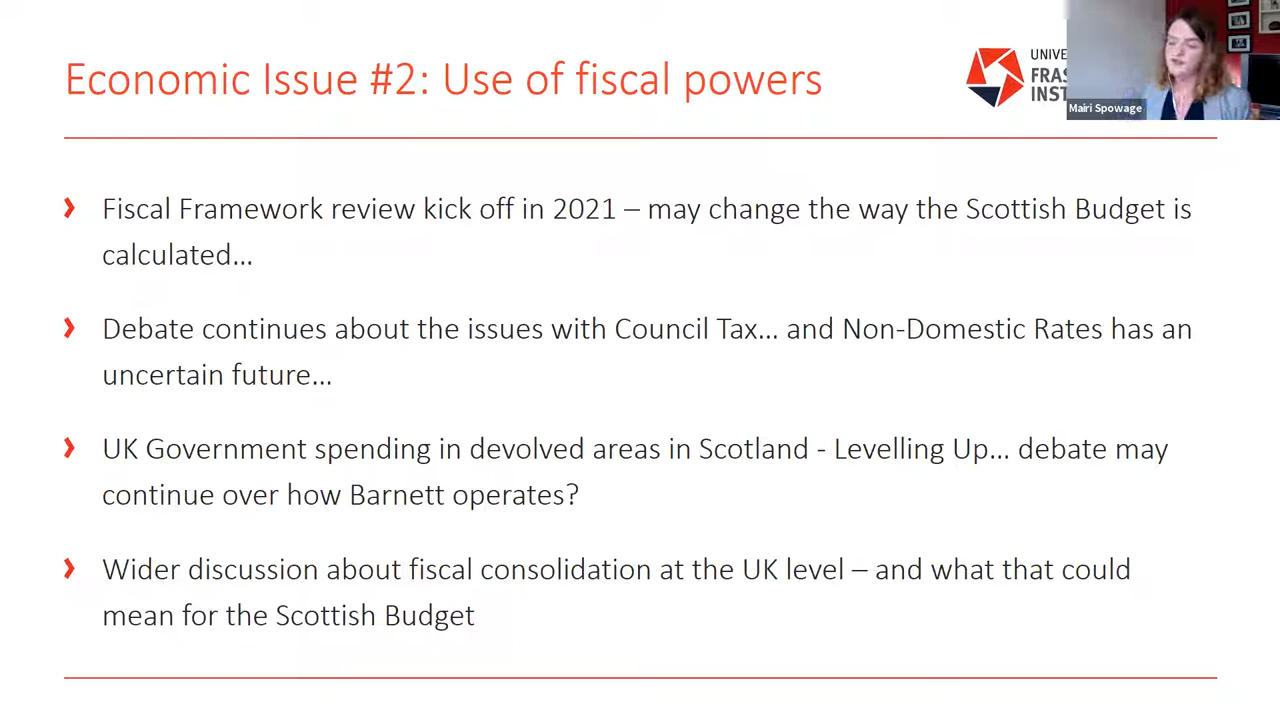 Economic Issue #2: Use of fiscal powers
Mairi Spowage
Fiscal Framework review kick off in 2021 – may change the way the Scottish Budget is
calculated...
Debate continues about the issues with Council Tax... and Non-Domestic Rates has an
uncertain future...
UK Government spending in devolved areas in Scotland - Levelling Up... debate may
continue over how Barnett operates?
Wider discussion about fiscal consolidation at the UK level – and what that could
mean for the Scottish Budget